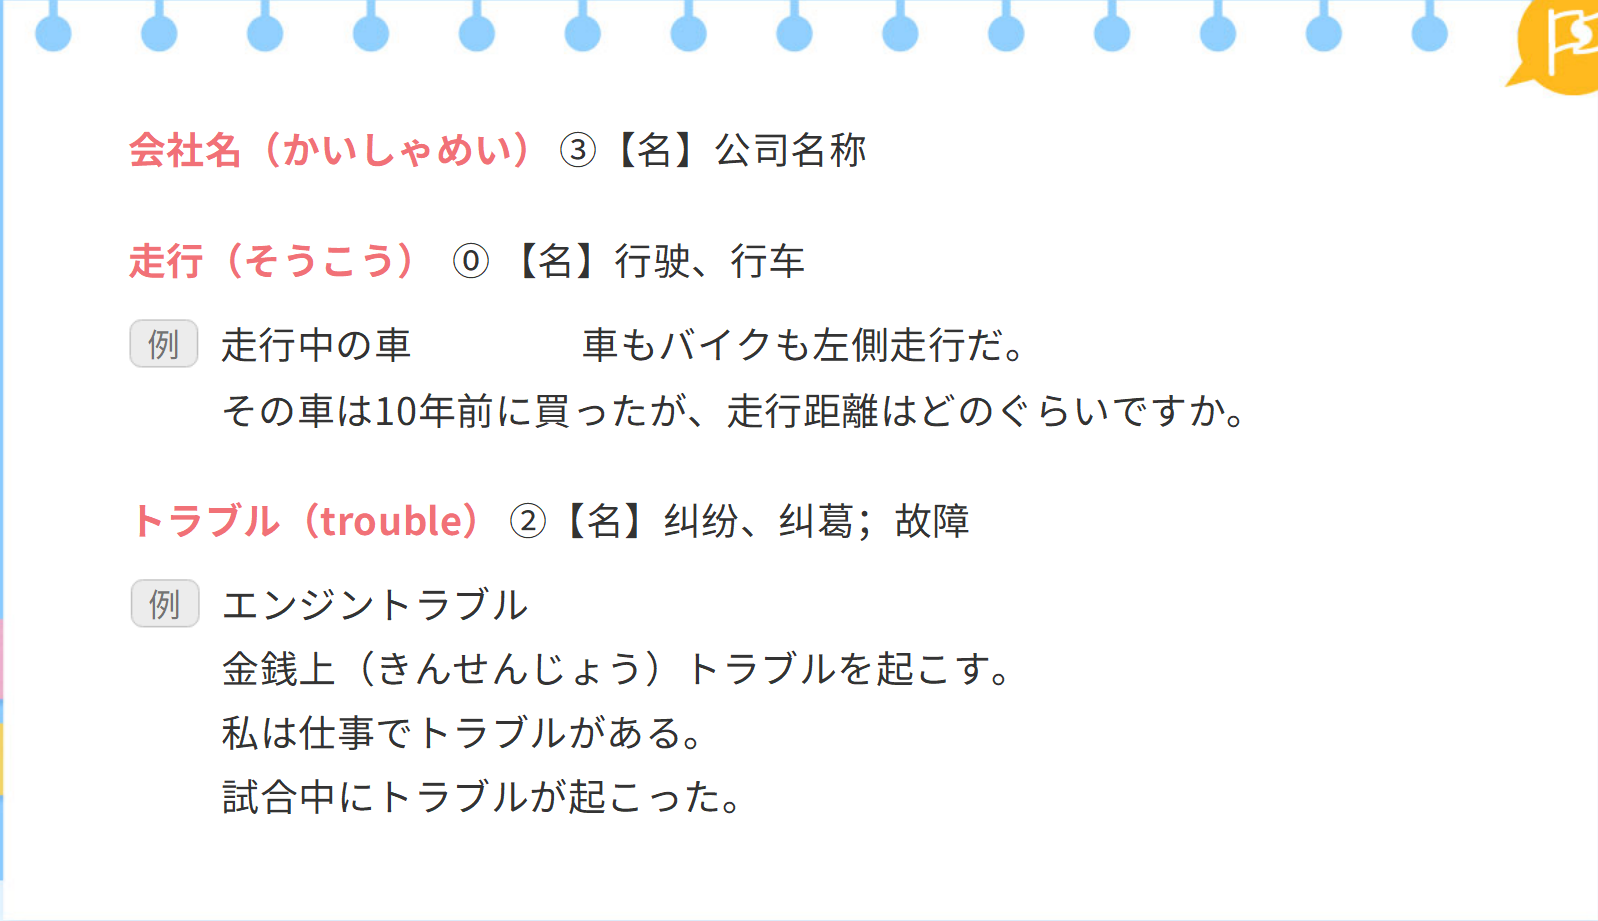 会社名（かいしゃめい） ③【名】公司名称
走行（そうこう） ⓪【名】行驶、行车
例 走行中の車 車もバイクも左側走行だ。
その車は10年前に買ったが、走行距離はどのぐらいですか。
トラブル（trouble） ②【名】纠纷、纠葛；故障
例 エンジントラブル
金銭上（きんせんじょう）トラブルを起こす。
私は仕事でトラブルがある。
試合中にトラブルが起こった。